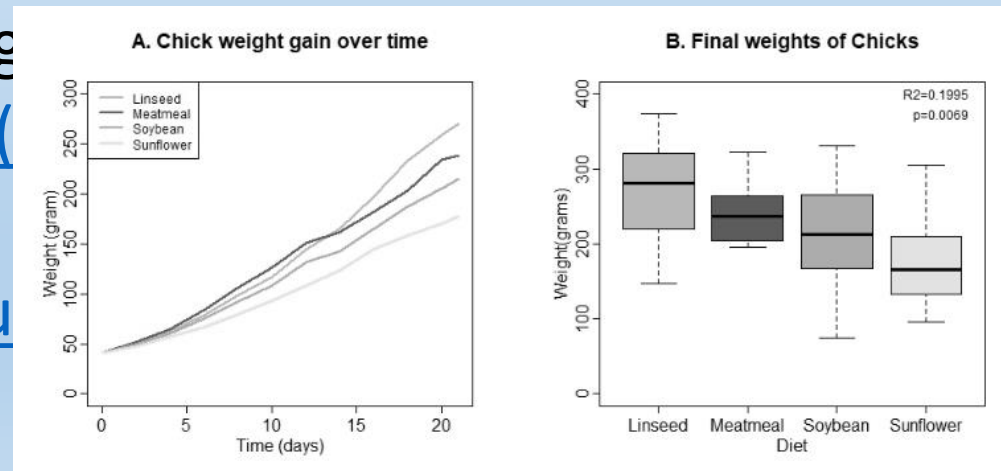 A. Chick weight gain over time
300
250
200
150
100
50
0
Weight (gram)
Linseed
Meatmeal
Soybean
Sunflower
0 5 10 15 20
Time (days)
B. Final weights of Chicks
400
300
200
100
0
Weight(grams)
R2=0.1995
p=0.0069
Linseed Meatmeal Soybean Sunflower
Diet